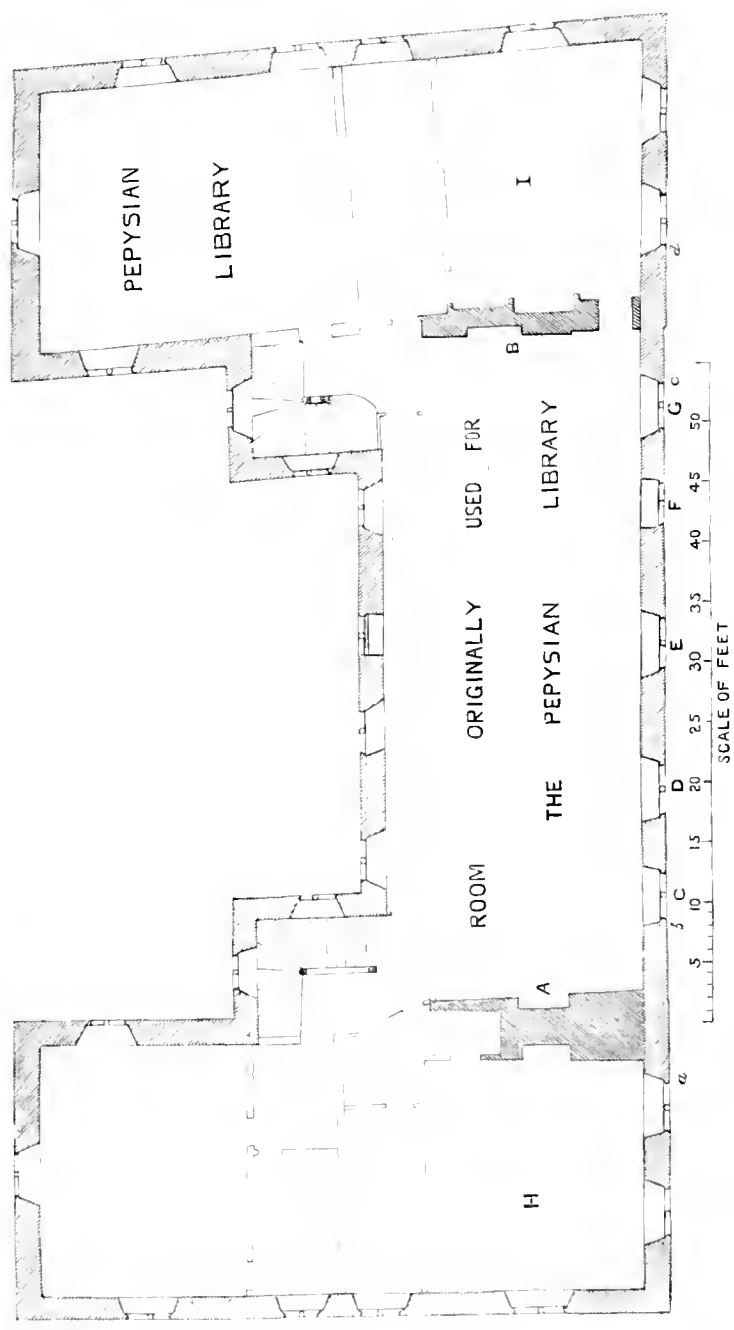 PEPYSIAN
LIBRARY
I
B
ROOM ORIGINALLY USED FOR
THE PEPYSIAN LIBRARY
A
H
a
b
C
D
E
F
G
c
d
5 10 15 20 25 30 35 40 45 50
SCALE OF FEET